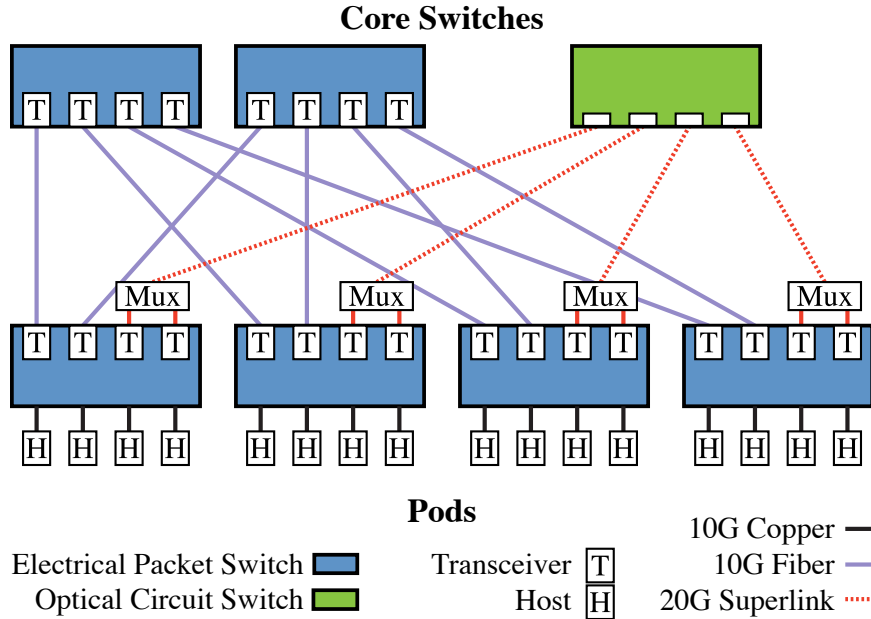 Core Switches
T T T T T T T T
Mux Mux Mux Mux
T T T T T T T T T T T T T T T T
H H H H H H H H H H H H H H H H
Pods
10G Copper
Electrical Packet Switch Transceiver T 10G Fiber
Optical Circuit Switch Host H 20G Superlink